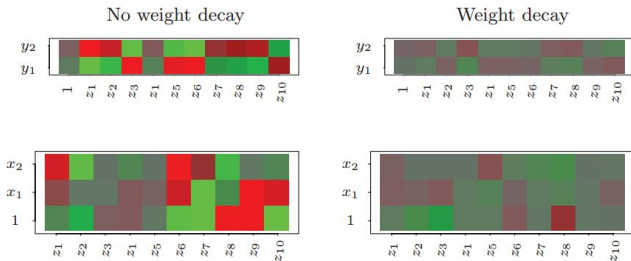 No weight decay
Weight decay
y₂
y₁
1 z₁ z₂ z₃ z₁ z₅ z₆ z₇ z₈ z₉ z₁₀
y₂
y₁
1 z₁ z₂ z₃ z₁ z₅ z₆ z₇ z₈ z₉ z₁₀
x₂
x₁
1
z₁ z₂ z₃ z₁ z₅ z₆ z₇ z₈ z₉ z₁₀
x₂
x₁
1
z₁ z₂ z₃ z₁ z₅ z₆ z₇ z₈ z₉ z₁₀